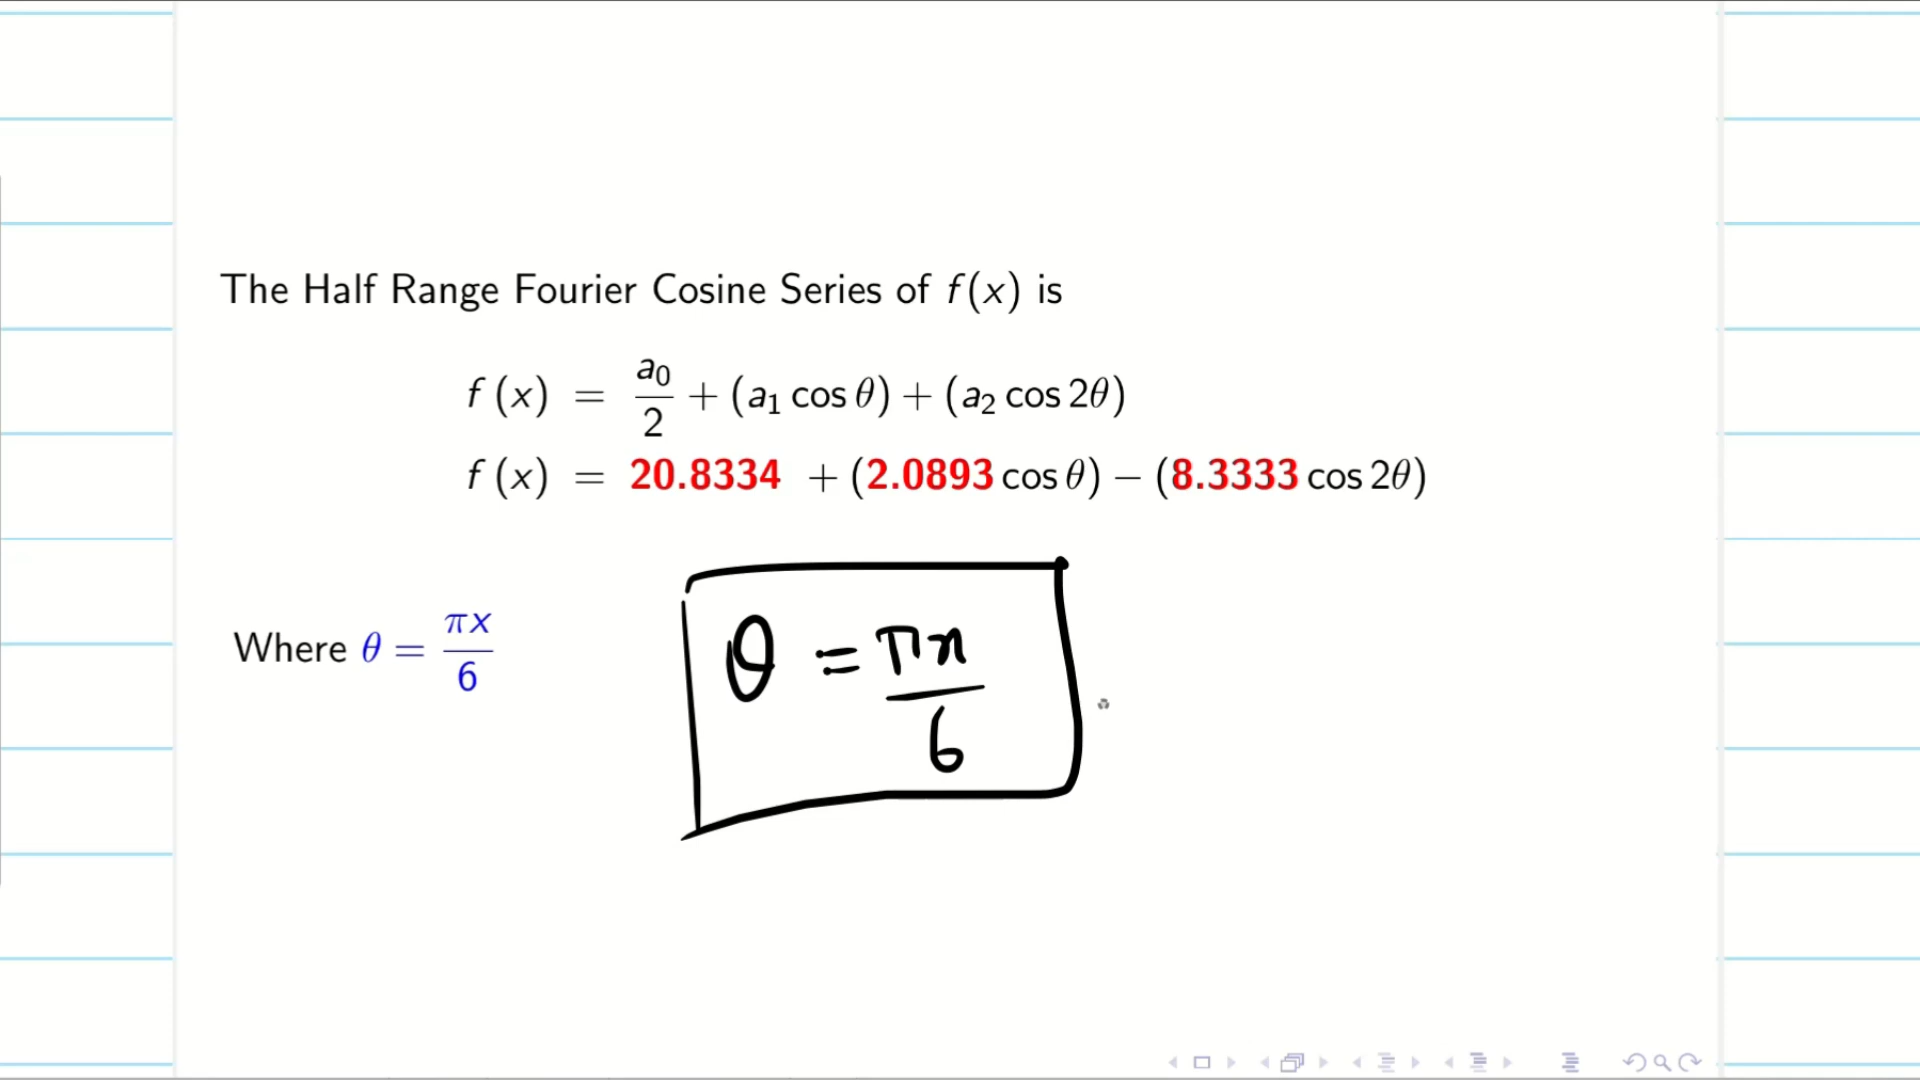 The Half Range Fourier Cosine Series of f(x) is
f(x) = a₀/2 + (a₁ cos θ) + (a₂ cos 2θ)
f(x) = 20.8334 + (2.0893 cos θ) − (8.3333 cos 2θ)
Where θ = πx/6
θ = πx/6